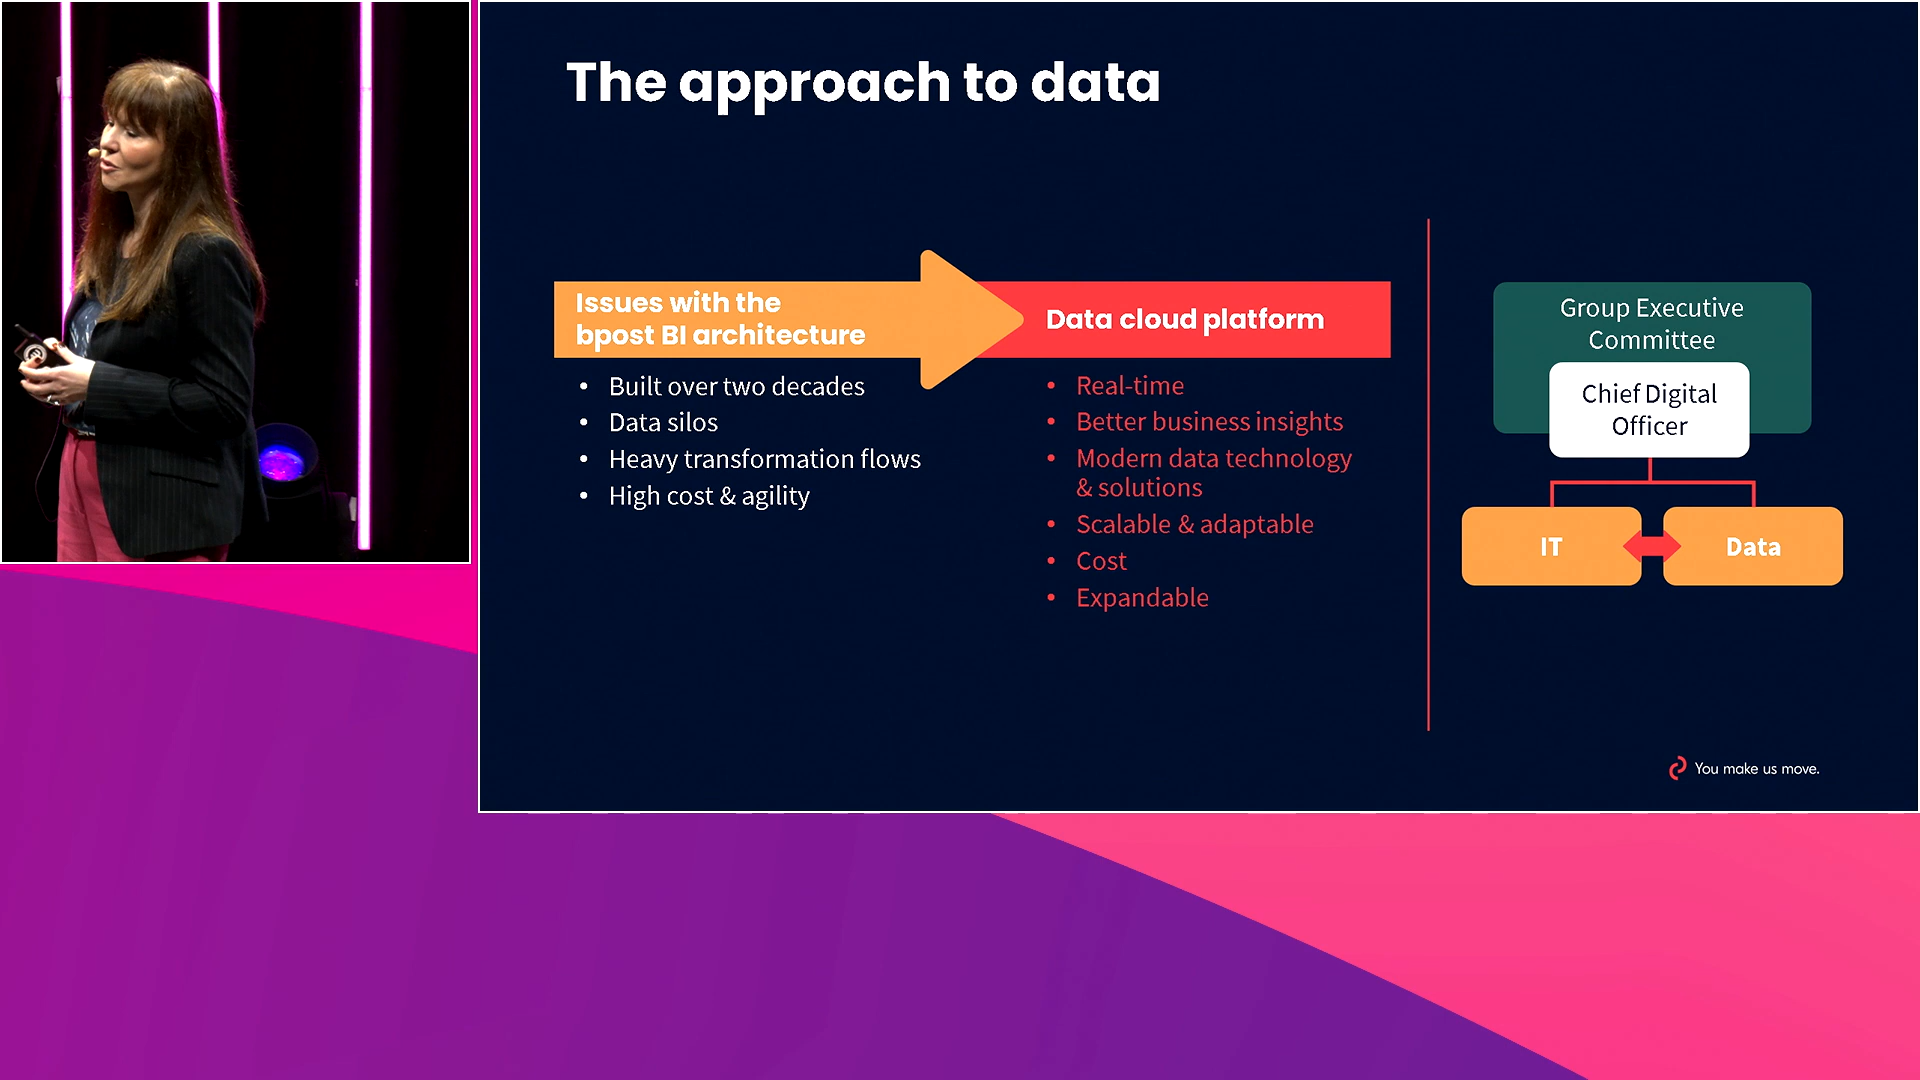 The approach to data
Issues with the
bpost BI architecture
• Built over two decades
• Data silos
• Heavy transformation flows
• High cost & agility
Data cloud platform
• Real-time
• Better business insights
• Modern data technology
& solutions
• Scalable & adaptable
• Cost
• Expandable
Group Executive
Committee
Chief Digital
Officer
IT
Data
You make us move.